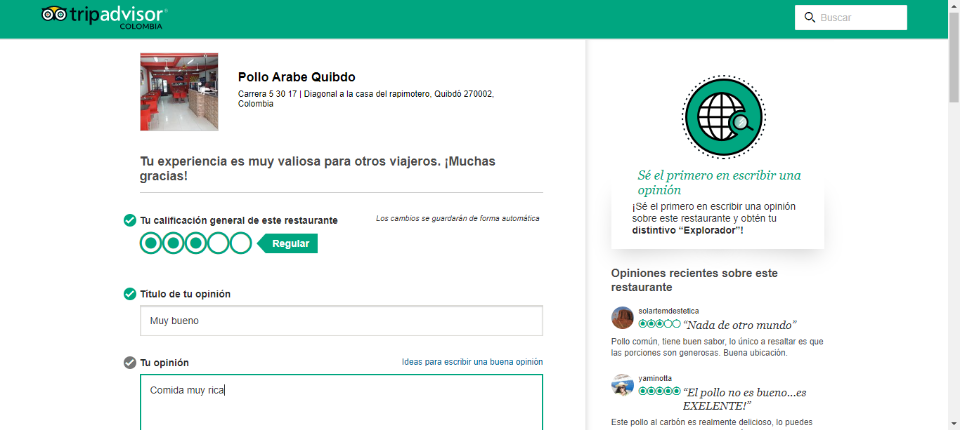 tripadvisor
COLOMBIA
Buscar
Pollo Arabe Quibdo
Carrera 5 30 17 | Diagonal a la casa del rapimotero, Quibdó 270002,
Colombia
Tu experiencia es muy valiosa para otros viajeros. ¡Muchas
gracias!
Tu calificación general de este restaurante
Los cambios se guardarán de forma automática
Regular
Título de tu opinión
Muy bueno
Tu opinión
Ideas para escribir una buena opinión
Comida muy rica
Sé el primero en escribir una
opinión
¡Sé el primero en escribir una opinión
sobre este restaurante y obtén tu
distintivo “Explorador”!
Opiniones recientes sobre este
restaurante
solartemdestetica
“Nada de otro mundo”
Pollo común, tiene buen sabor, lo único a resaltar es que
las porciones son generosas. Buena ubicación.
yaminotta
“El pollo no es bueno...es
EXELENTE!”
Este pollo al carbón es realmente delicioso, lo puedes